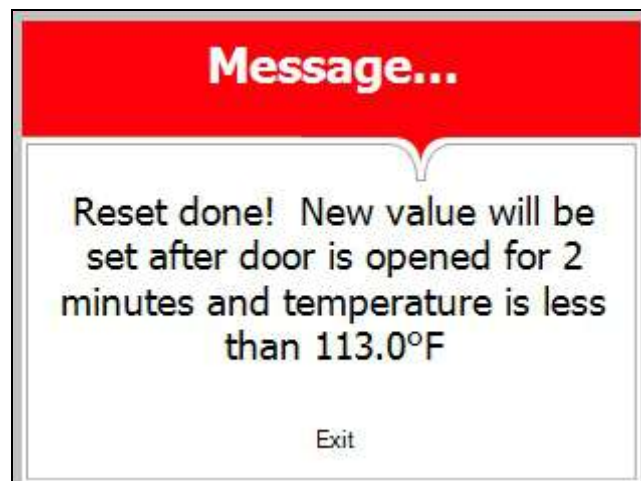 Message...
Reset done!  New value will be
set after door is opened for 2
minutes and temperature is less
than 113.0°F
Exit